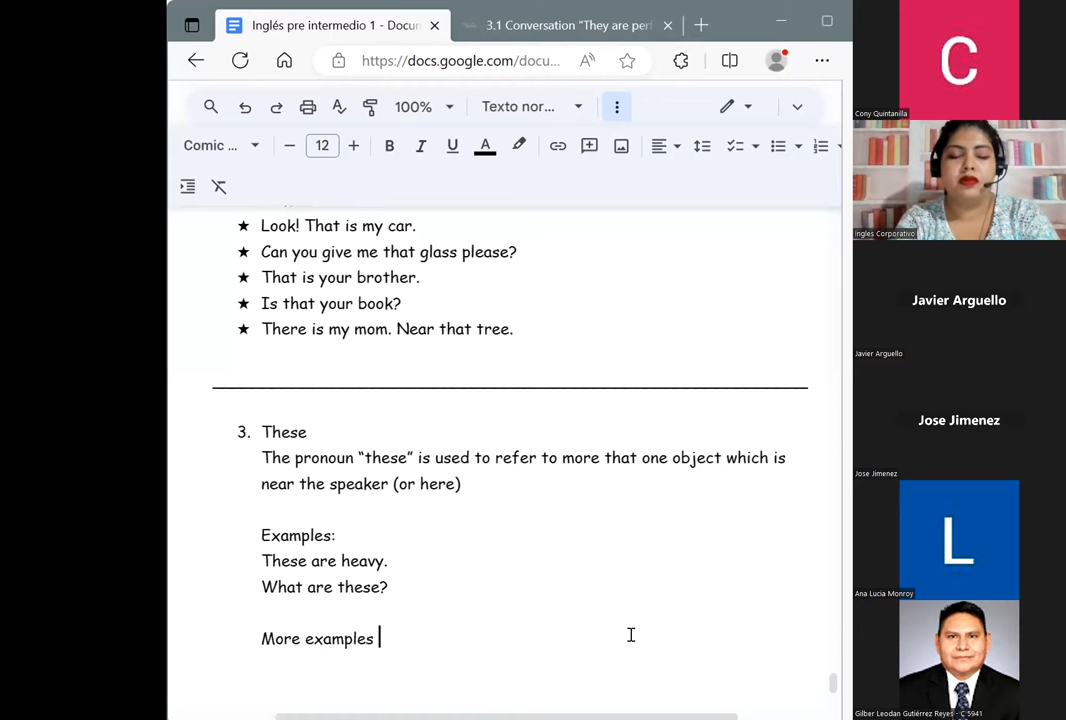 Inglés pre intermedio 1 - Docun
3.1 Conversation "They are perf
https://docs.google.com/docu...
100%
Texto nor...
Comic ...
12
B I U A
★ Look! That is my car.
★ Can you give me that glass please?
★ That is your brother.
★ Is that your book?
★ There is my mom. Near that tree.
3. These
The pronoun “these” is used to refer to more that one object which is
near the speaker (or here)
Examples:
These are heavy.
What are these?
More examples
C
Cony Quintanilla
Ingles Corporativo
Javier Arguello
Javier Arguello
Jose Jimenez
Jose Jimenez
L
Ana Lucia Monroy
Gilber Leodan Gutiérrez Reyes - C 5941